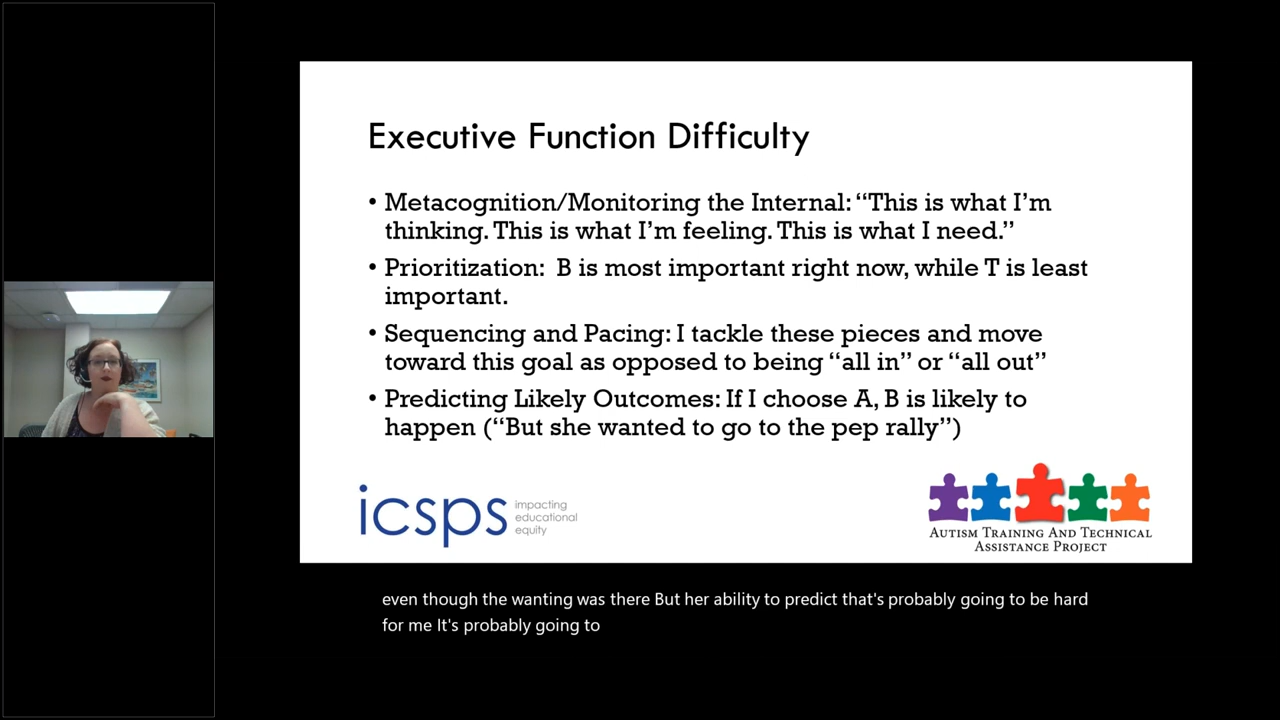 Executive Function Difficulty
• Metacognition/Monitoring the Internal: “This is what I’m
thinking. This is what I’m feeling. This is what I need.”
• Prioritization:  B is most important right now, while T is least
important.
• Sequencing and Pacing: I tackle these pieces and move
toward this goal as opposed to being “all in” or “all out”
• Predicting Likely Outcomes: If I choose A, B is likely to
happen (“But she wanted to go to the pep rally”)
icsps
impacting
educational
equity
Autism Training And Technical
Assistance Project
even though the wanting was there But her ability to predict that's probably going to be hard
for me It's probably going to